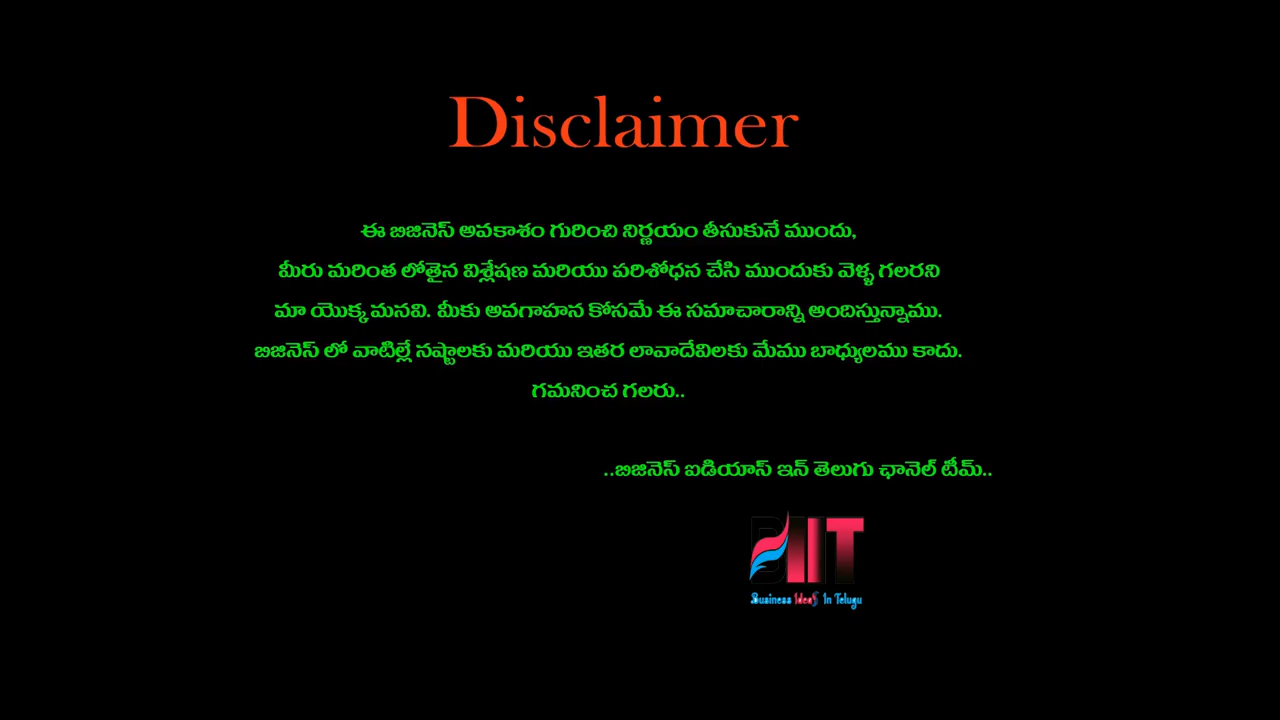 Disclaimer
ఈ బిజినెస్ అవకాశం గురించి నిర్ణయం తీసుకునే ముందు,
మీరు మరింత లోతైన విశ్లేషణ మరియు పరిశోధన చేసి ముందుకు వెళ్ళ గలరని
మా యొక్క మనవి. మీకు అవగాహన కోసమే ఈ సమాచారాన్ని అందిస్తున్నాము.
బిజినెస్ లో వాటిల్లే నష్టాలకు మరియు ఇతర లావాదేవిలకు మేము బాధ్యులము కాదు.
గమనించ గలరు..
..బిజినెస్ ఐడియాస్ ఇన్ తెలుగు ఛానెల్ టీమ్..
BIIT
Business IdeaS In Telugu